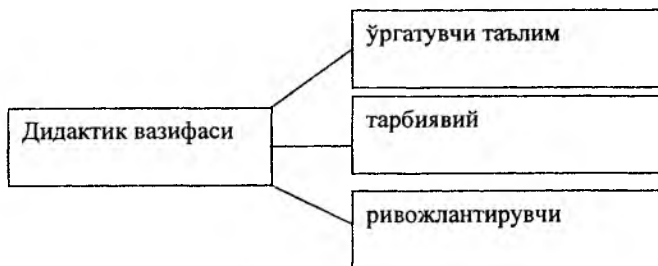 ўргатувчи таълим
Дидактик вазифаси
тарбиявий
ривожлантирувчи